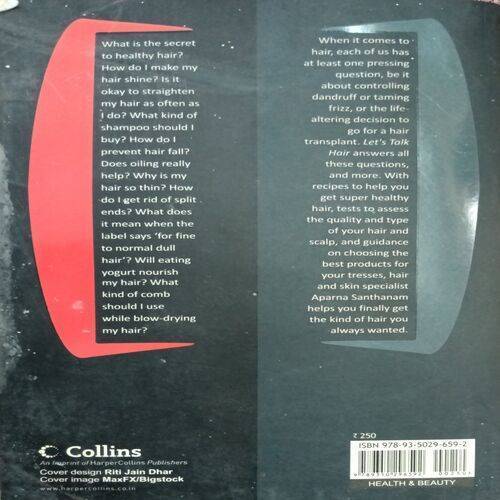 What is the secret
to healthy hair?
How do I make my
hair shine? Is it
okay to straighten
my hair as often as
I do? What kind of
shampoo should I
buy? How do I
prevent hair fall?
Does oiling really
help? Why is my
hair so thin? How
do I get rid of split
ends? What does
it mean when the
label says 'for fine
to normal dull
hair'? Will eating
yogurt nourish
my hair? What
kind of comb
should I use
while blow-drying
my hair?
When it comes to
hair, each of us has
at least one pressing
question, be it
about controlling
dandruff or taming
frizz, or the life-
altering decision to
go for a hair
transplant. Let's Talk
Hair answers all
these questions,
and more. With
recipes to help you
get super healthy
hair, tests to assess
the quality and type
of your hair and
scalp, and guidance
on choosing the
best products for
your tresses, hair
and skin specialist
Aparna Santhanam
helps you finally get
the kind of hair you
always wanted.
Collins
An Imprint of HarperCollins Publishers
Cover design Riti Jain Dhar
Cover image MaxFX/Bigstock
www.harpercollins.co.in
₹ 250
ISBN 978-93-5029-659-2
HEALTH & BEAUTY